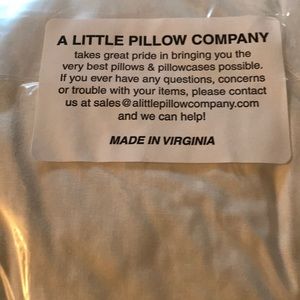 A LITTLE PILLOW COMPANY
takes great pride in bringing you the
very best pillows & pillowcases possible.
If you ever have any questions, concerns
or trouble with your items, please contact
us at sales@alittlepillowcompany.com
and we can help!
MADE IN VIRGINIA